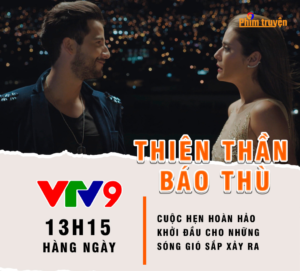 Phim truyện
THIÊN THẦN
BÁO THÙ
VTV9
13H15
HÀNG NGÀY
CUỘC HẸN HOÀN HẢO
KHỞI ĐẦU CHO NHỮNG
SÓNG GIÓ SẮP XẢY RA